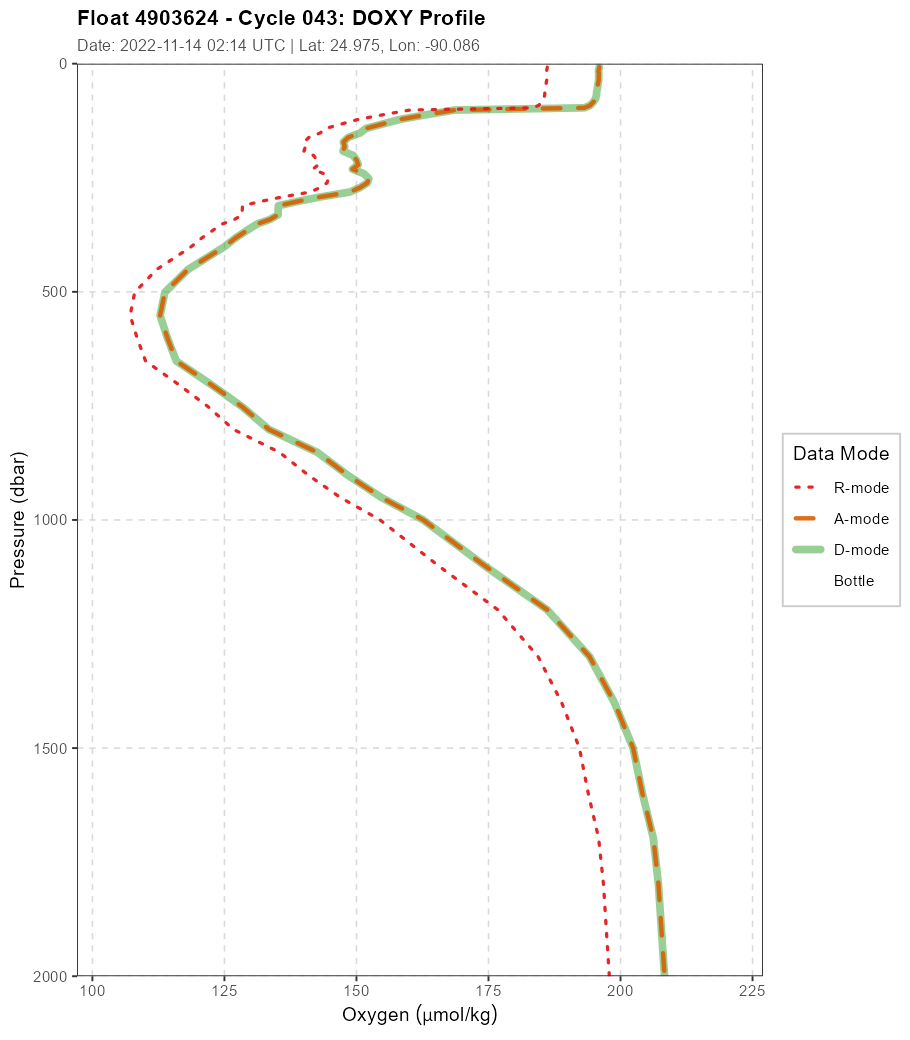 Float 4903624 - Cycle 043: DOXY Profile
Date: 2022-11-14 02:14 UTC | Lat: 24.975, Lon: -90.086
0
500
1000
1500
2000
Pressure (dbar)
100 125 150 175 200 225
Oxygen (μmol/kg)
Data Mode
R-mode
A-mode
D-mode
Bottle